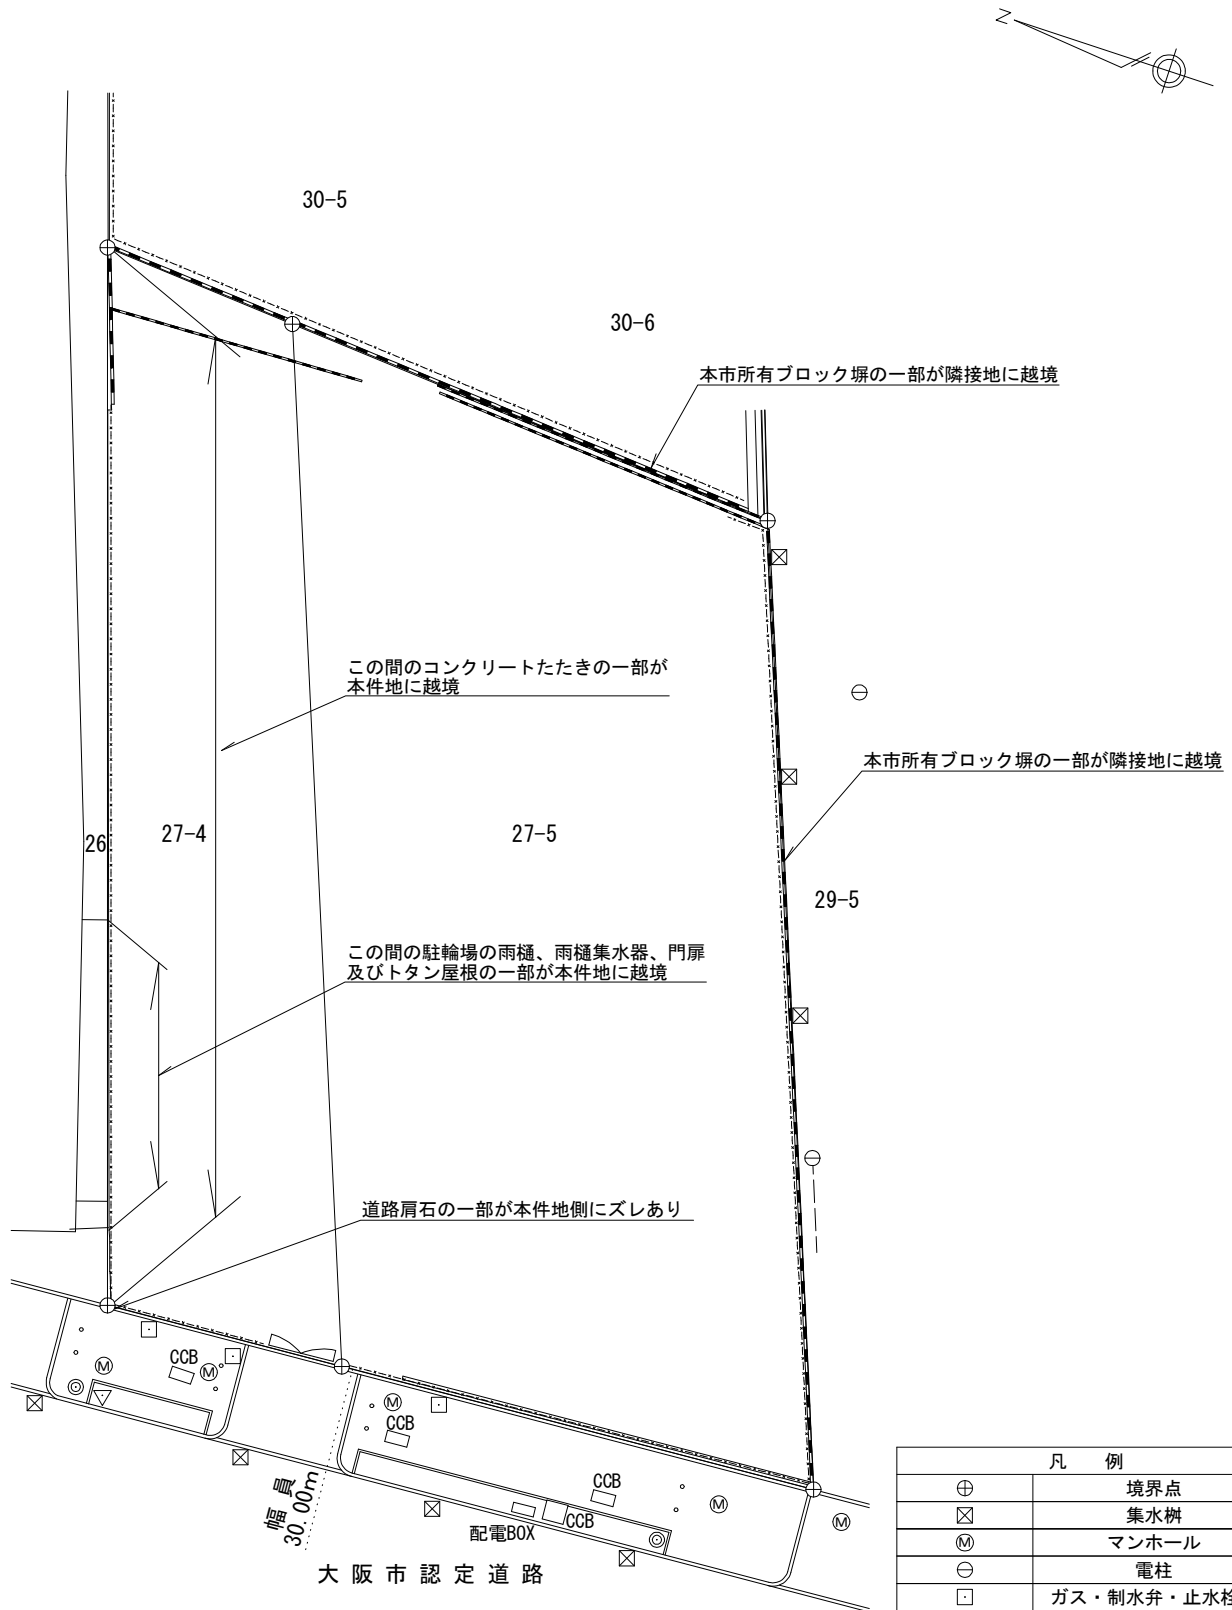 N
30-5
30-6
本市所有ブロック塀の一部が隣接地に越境
この間のコンクリートたたきの一部が
本件地に越境
本市所有ブロック塀の一部が隣接地に越境
26
27-4
27-5
29-5
この間の駐輪場の雨樋、雨樋集水器、門扉
及びトタン屋根の一部が本件地に越境
道路肩石の一部が本件地側にズレあり
CCB
M
M
M
CCB
CCB
M
M
CCB
配電BOX
幅員
30.00m
大阪市認定道路
凡 例
境界点
集水桝
M マンホール
電柱
ガス・制水弁・止水栓